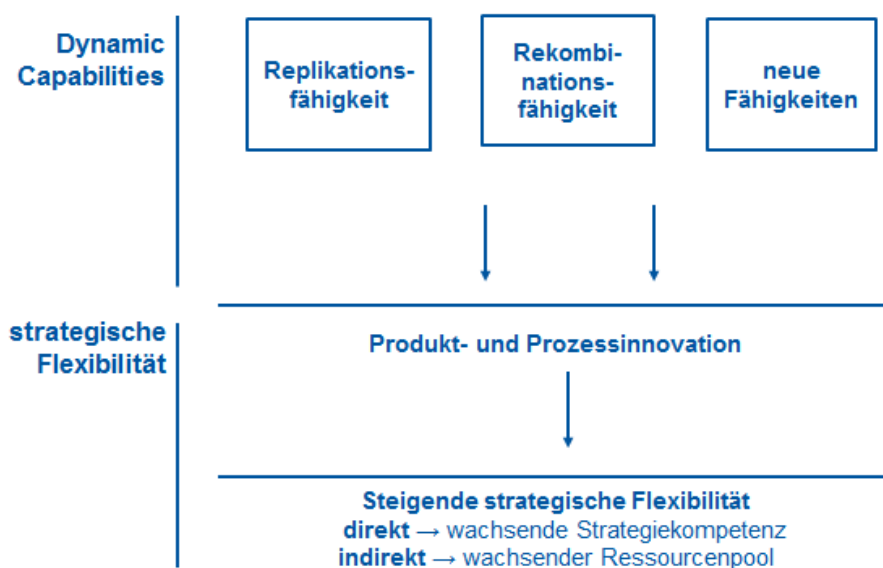 Dynamic
Capabilities
Replikations-
fähigkeit
Rekombi-
nations-
fähigkeit
neue
Fähigkeiten
strategische
Flexibilität
Produkt- und Prozessinnovation
Steigende strategische Flexibilität
direkt → wachsende Strategiekompetenz
indirekt → wachsender Ressourcenpool